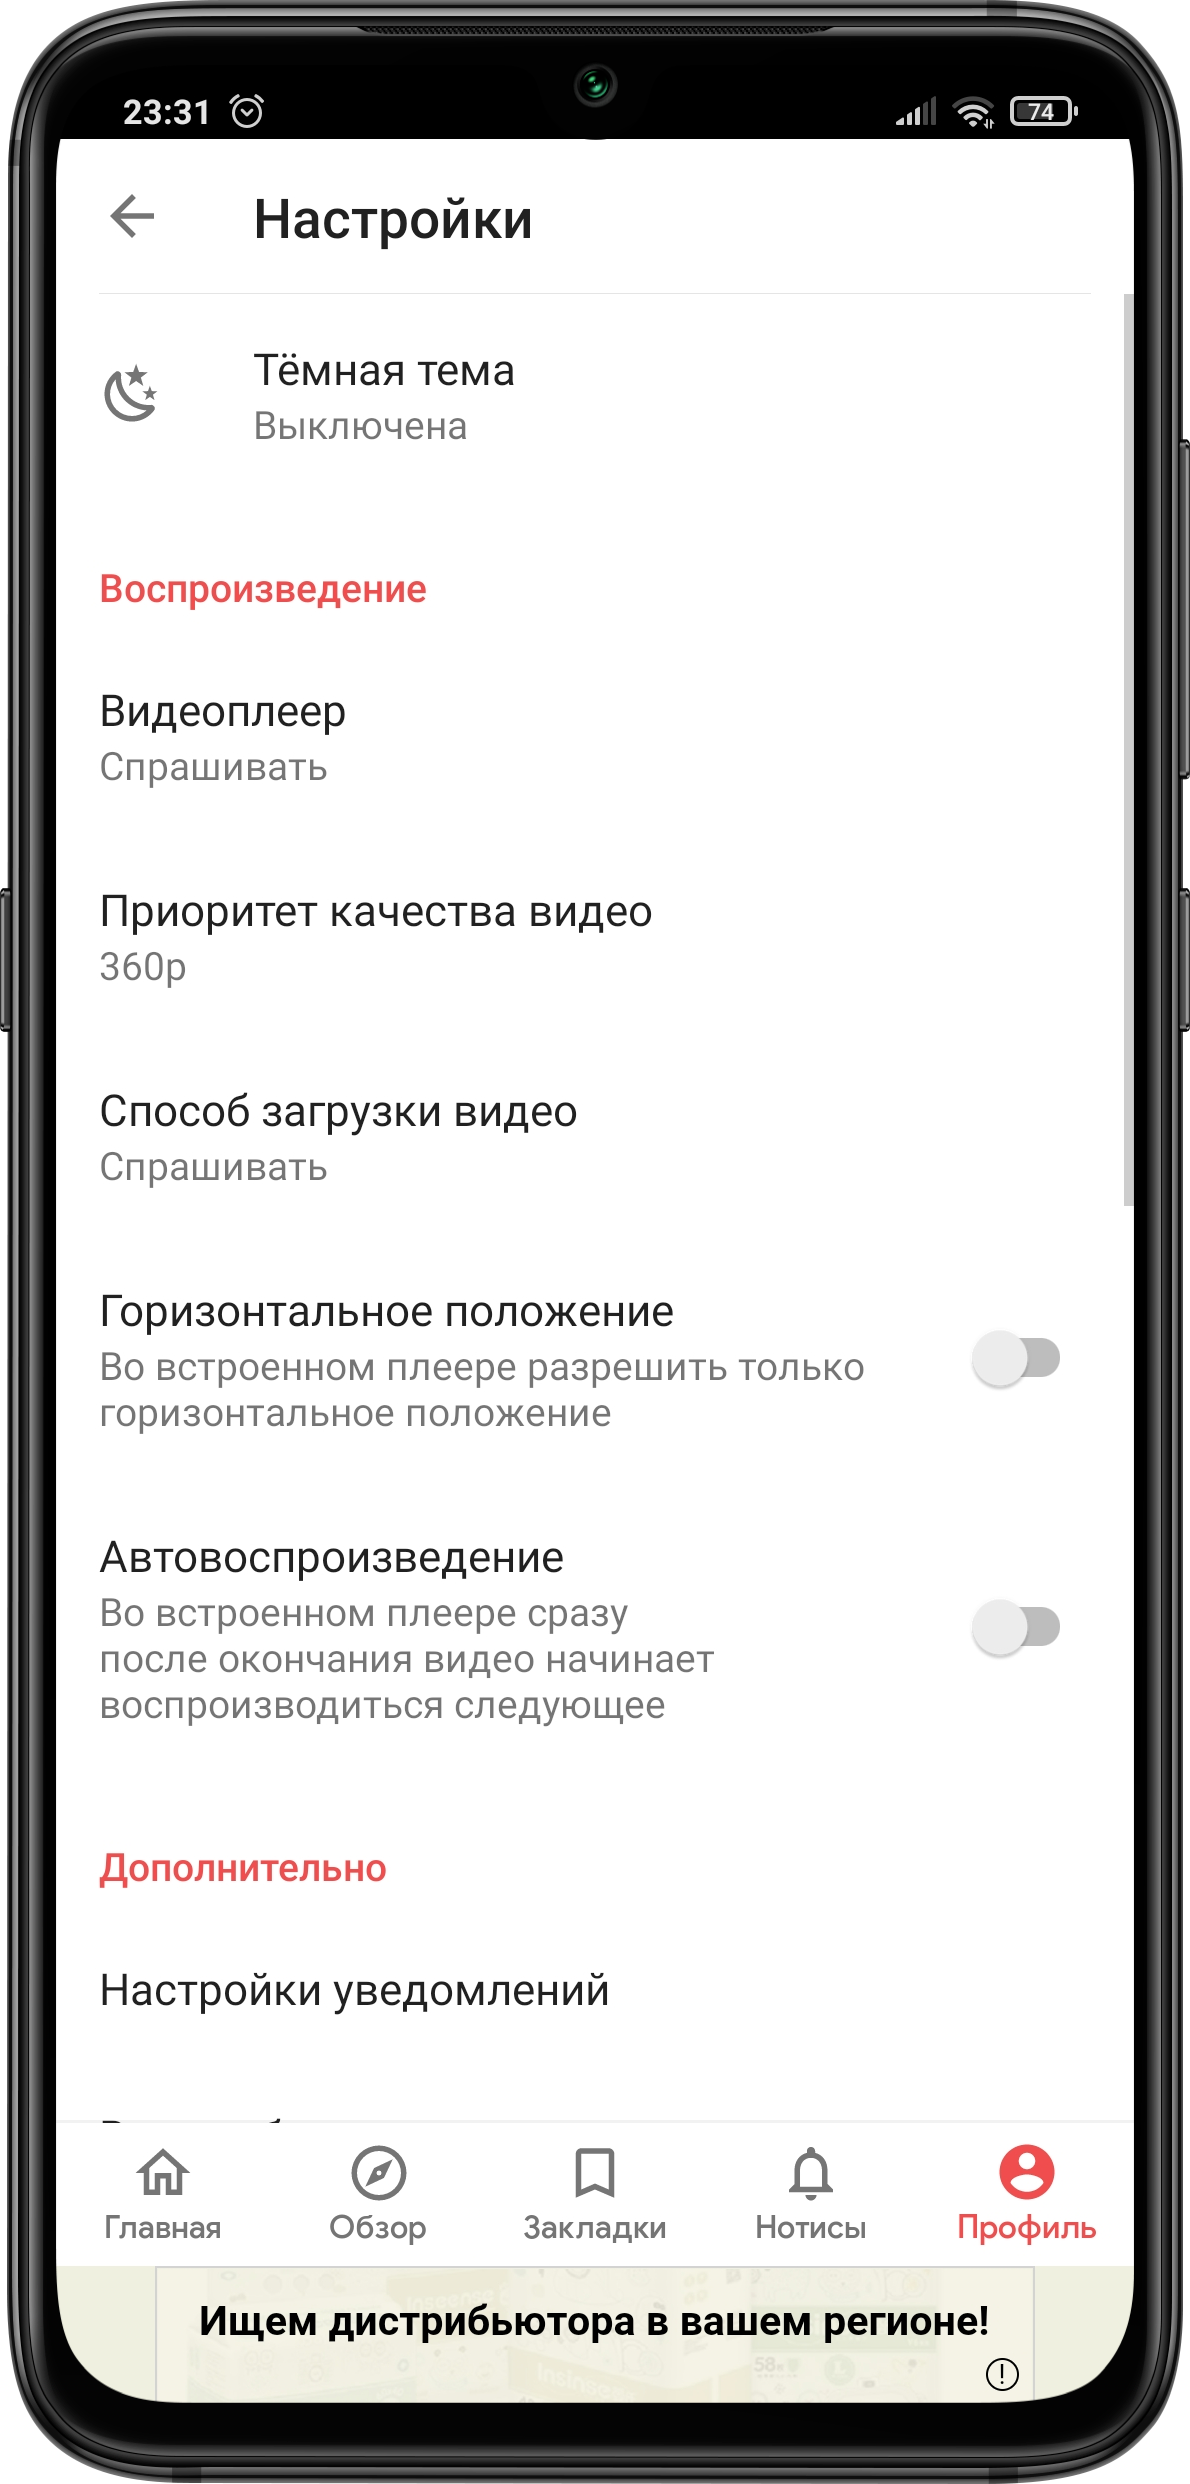 23:31
74
Настройки
Тёмная тема
Выключена
Воспроизведение
Видеоплеер
Спрашивать
Приоритет качества видео
360p
Способ загрузки видео
Спрашивать
Горизонтальное положение
Во встроенном плеере разрешить только
горизонтальное положение
Автовоспроизведение
Во встроенном плеере сразу
после окончания видео начинает
воспроизводиться следующее
Дополнительно
Настройки уведомлений
Главная
Обзор
Закладки
Нотисы
Профиль
Ищем дистрибьютора в вашем регионе!